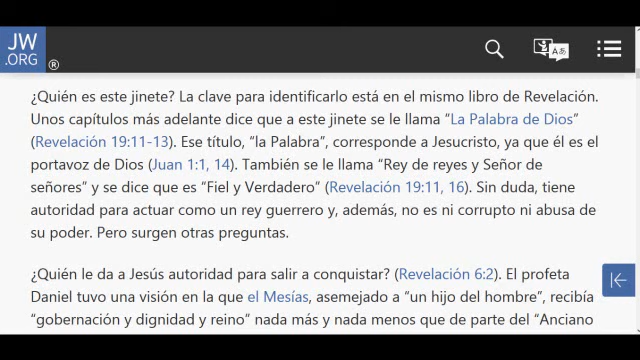 JW
.ORG
®
¿Quién es este jinete? La clave para identificarlo está en el mismo libro de Revelación.
Unos capítulos más adelante dice que a este jinete se le llama “La Palabra de Dios”
(Revelación 19:11-13). Ese título, “la Palabra”, corresponde a Jesucristo, ya que él es el
portavoz de Dios (Juan 1:1, 14). También se le llama “Rey de reyes y Señor de
señores” y se dice que es “Fiel y Verdadero” (Revelación 19:11, 16). Sin duda, tiene
autoridad para actuar como un rey guerrero y, además, no es ni corrupto ni abusa de
su poder. Pero surgen otras preguntas.
¿Quién le da a Jesús autoridad para salir a conquistar? (Revelación 6:2). El profeta
Daniel tuvo una visión en la que el Mesías, asemejado a “un hijo del hombre”, recibía
“gobernación y dignidad y reino” nada más y nada menos que de parte del “Anciano